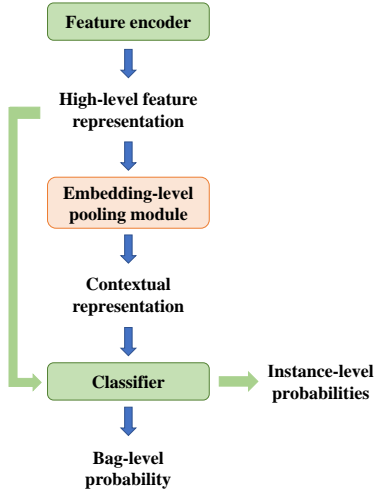 Feature encoder
High-level feature
representation
Embedding-level
pooling module
Contextual
representation
Classifier
Instance-level
probabilities
Bag-level
probability